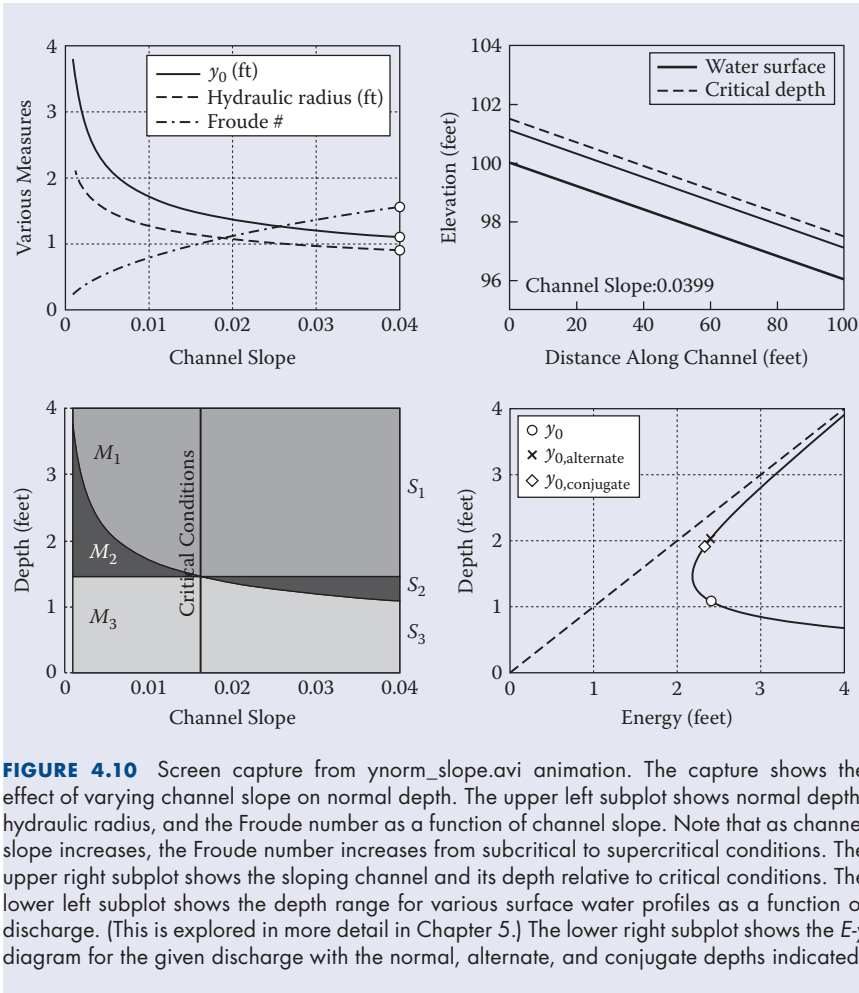 4
3
2
1
0
Various Measures
y0 (ft)
Hydraulic radius (ft)
Froude #
0.01
0.02
0.03
0.04
Channel Slope
104
102
100
98
96
Elevation (feet)
Water surface
Critical depth
Channel Slope:0.0399
0
20
40
60
80
100
Distance Along Channel (feet)
4
3
2
1
0
Depth (feet)
M1
M2
M3
Critical Conditions
S1
S2
S3
0
0.01
0.02
0.03
0.04
Channel Slope
4
3
2
1
0
Depth (feet)
y0
y0,alternate
y0,conjugate
0
1
2
3
4
Energy (feet)
FIGURE 4.10 Screen capture from ynorm_slope.avi animation. The capture shows the
effect of varying channel slope on normal depth. The upper left subplot shows normal depth
hydraulic radius, and the Froude number as a function of channel slope. Note that as channel
slope increases, the Froude number increases from subcritical to supercritical conditions. The
upper right subplot shows the sloping channel and its depth relative to critical conditions. The
lower left subplot shows the depth range for various surface water profiles as a function o
discharge. (This is explored in more detail in Chapter 5.) The lower right subplot shows the E-y
diagram for the given discharge with the normal, alternate, and conjugate depths indicated